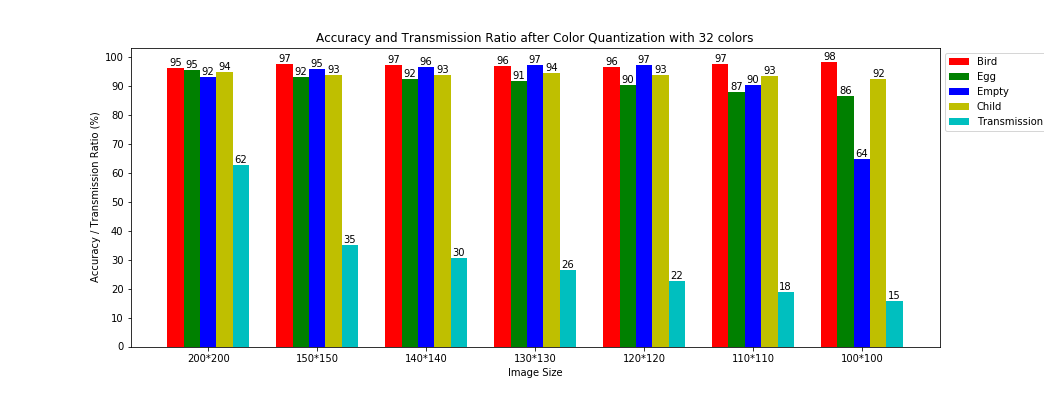 Accuracy and Transmission Ratio after Color Quantization with 32 colors
Accuracy / Transmission Ratio (%)
100
90
80
70
60
50
40
30
20
10
0
95 95 92 94 62
97 92 95 93 35
97 92 96 93 30
96 91 97 94 26
96 90 97 93 22
97 87 90 93 18
98 86 64 92 15
200*200 150*150 140*140 130*130 120*120 110*110 100*100
Image Size
Bird
Egg
Empty
Child
Transmission